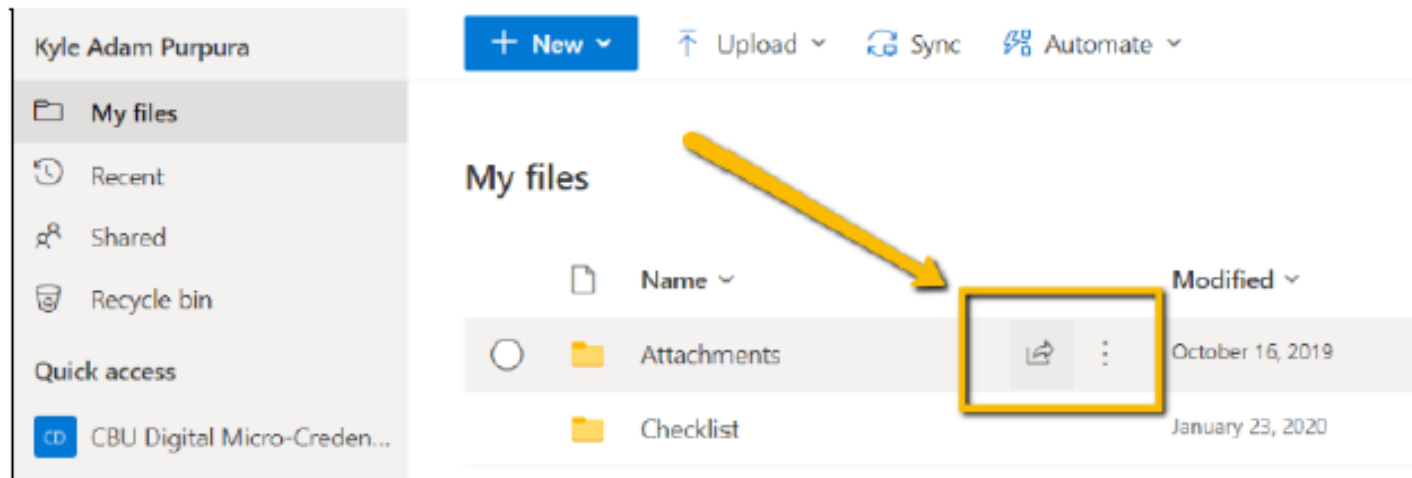 Kyle Adam Purpura
My files
Recent
Shared
Recycle bin
Quick access
CD CBU Digital Micro-Creden...
New Upload Sync Automate
My files
Name Modified
Attachments October 16, 2019
Checklist January 23, 2020